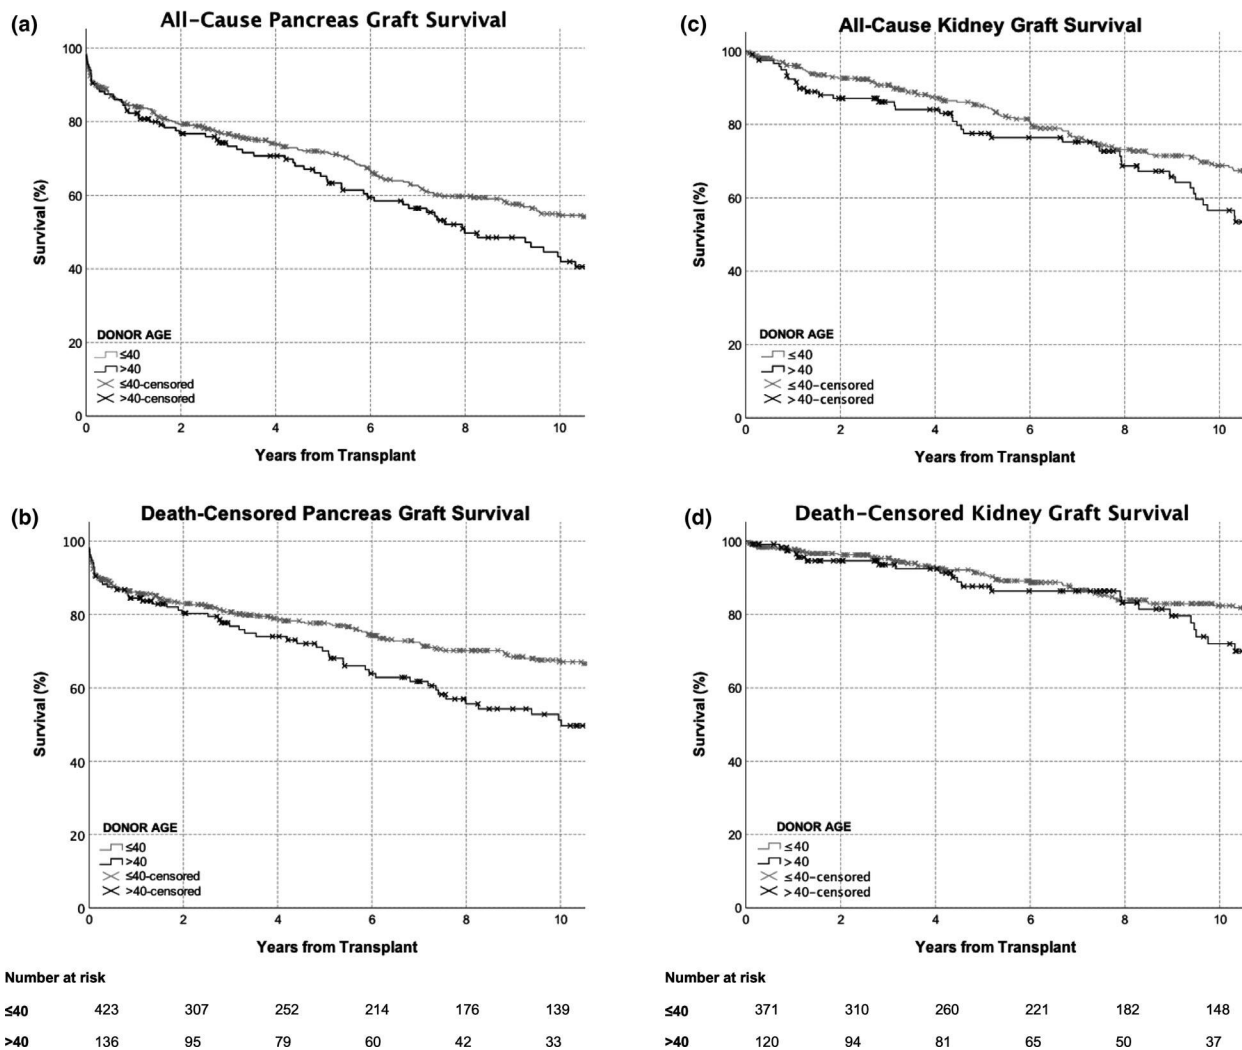 (a)
All-Cause Pancreas Graft Survival
100
80
60
40
20
0
Survival (%)
DONOR AGE
≤40
>40
≤40-censored
>40-censored
0 2 4 6 8 10
Years from Transplant
(c)
All-Cause Kidney Graft Survival
100
80
60
40
20
0
Survival (%)
DONOR AGE
≤40
>40
≤40-censored
>40-censored
0 2 4 6 8 10
Years from Transplant
(b)
Death-Censored Pancreas Graft Survival
100
80
60
40
20
0
Survival (%)
DONOR AGE
≤40
>40
≤40-censored
>40-censored
0 2 4 6 8 10
Years from Transplant
(d)
Death-Censored Kidney Graft Survival
100
80
60
40
20
0
Survival (%)
DONOR AGE
≤40
>40
≤40-censored
>40-censored
0 2 4 6 8 10
Years from Transplant
Number at risk
≤40 423 307 252 214 176 139
>40 136 95 79 60 42 33
Number at risk
≤40 371 310 260 221 182 148
>40 120 94 81 65 50 37